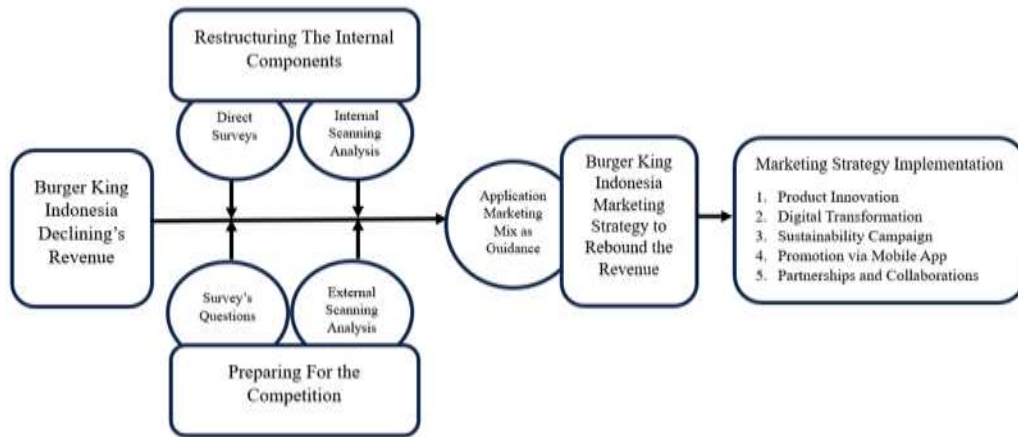 Restructuring The Internal
Components
Direct
Surveys
Internal
Scanning
Analysis
Burger King
Indonesia
Declining's
Revenue
Application
Marketing
Mix as
Guidance
Burger King
Indonesia
Marketing
Strategy to
Rebound the
Revenue
Marketing Strategy Implementation
1. Product Innovation
2. Digital Transformation
3. Sustainability Campaign
4. Promotion via Mobile App
5. Partnerships and Collaborations
Survey's
Questions
External
Scanning
Analysis
Preparing For the
Competition